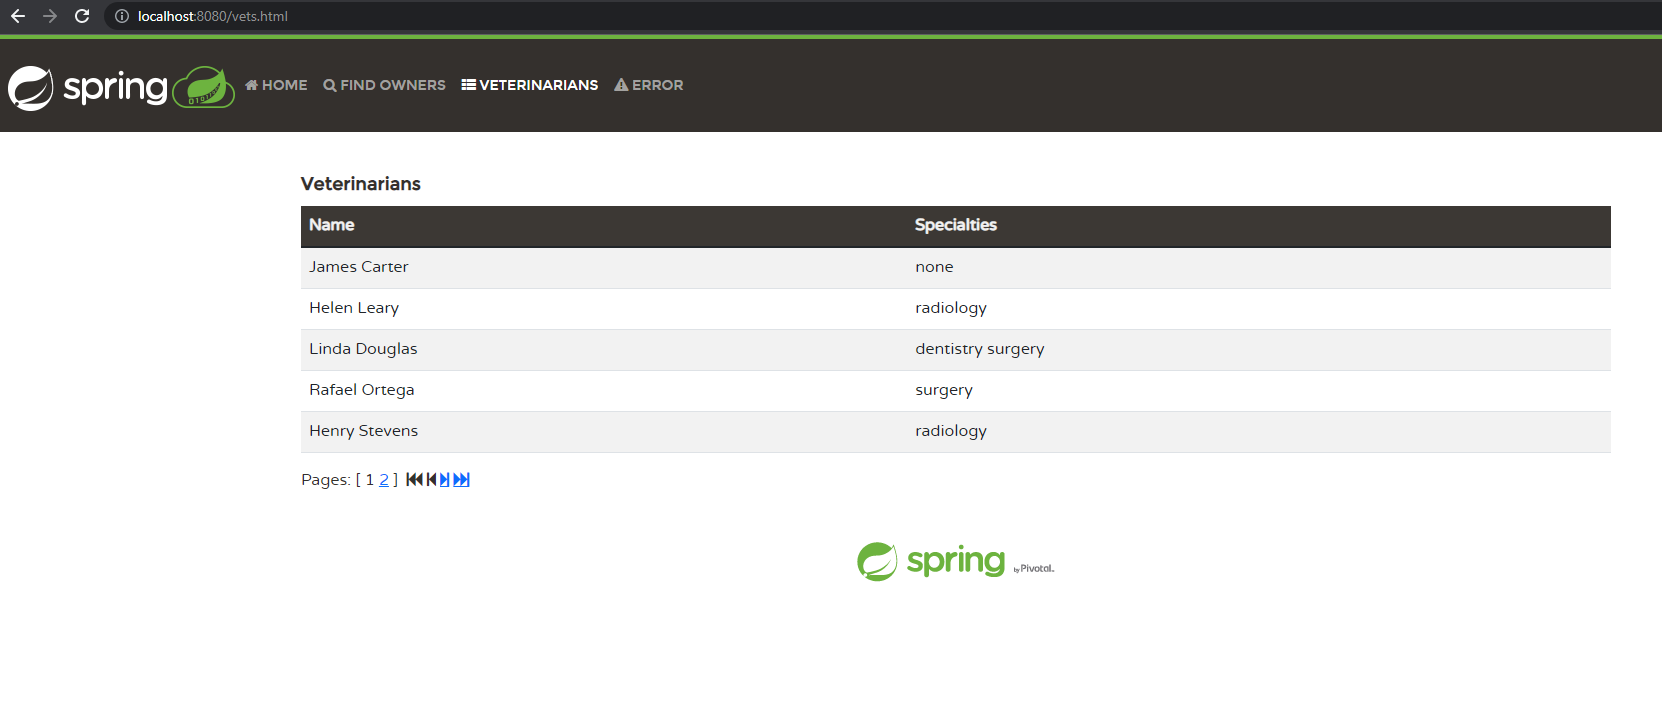 localhost:8080/vets.html
spring HOME FIND OWNERS VETERINARIANS ERROR
Veterinarians
Name Specialties
James Carter none
Helen Leary radiology
Linda Douglas dentistry surgery
Rafael Ortega surgery
Henry Stevens radiology
Pages: [ 1 2 ]
spring by Pivotal